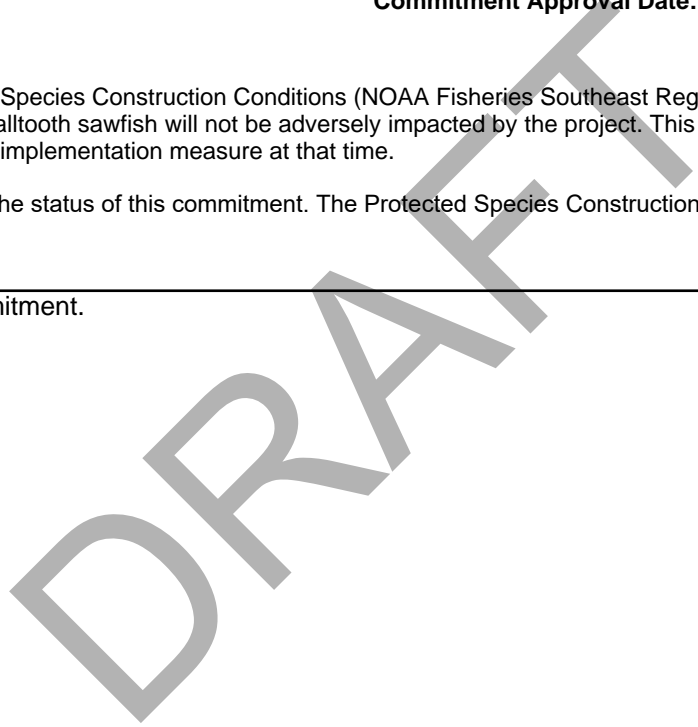 Commitment Approval Date:
Species Construction Conditions (NOAA Fisheries Southeast Reg
alltooth sawfish will not be adversely impacted by the project. This
implementation measure at that time.
he status of this commitment. The Protected Species Construction
nitment.
DRAFT